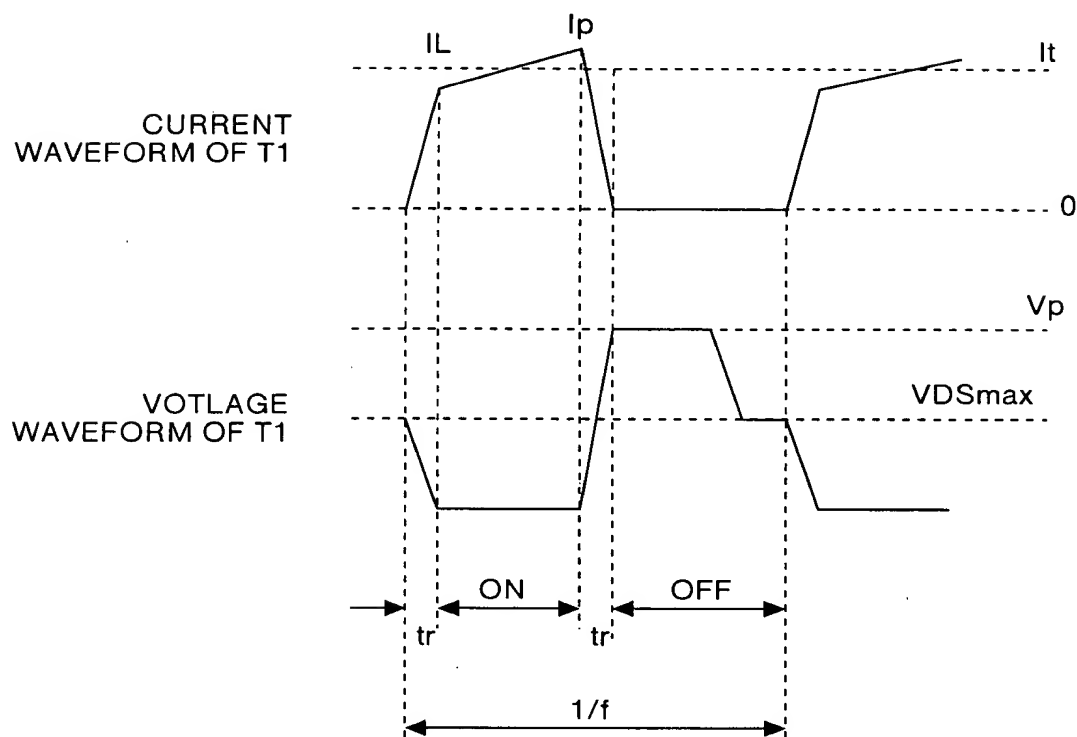 IL
Ip
It
CURRENT
WAVEFORM OF T1
0
Vp
VOTLAGE
WAVEFORM OF T1
VDSmax
ON
OFF
tr
tr
1/f